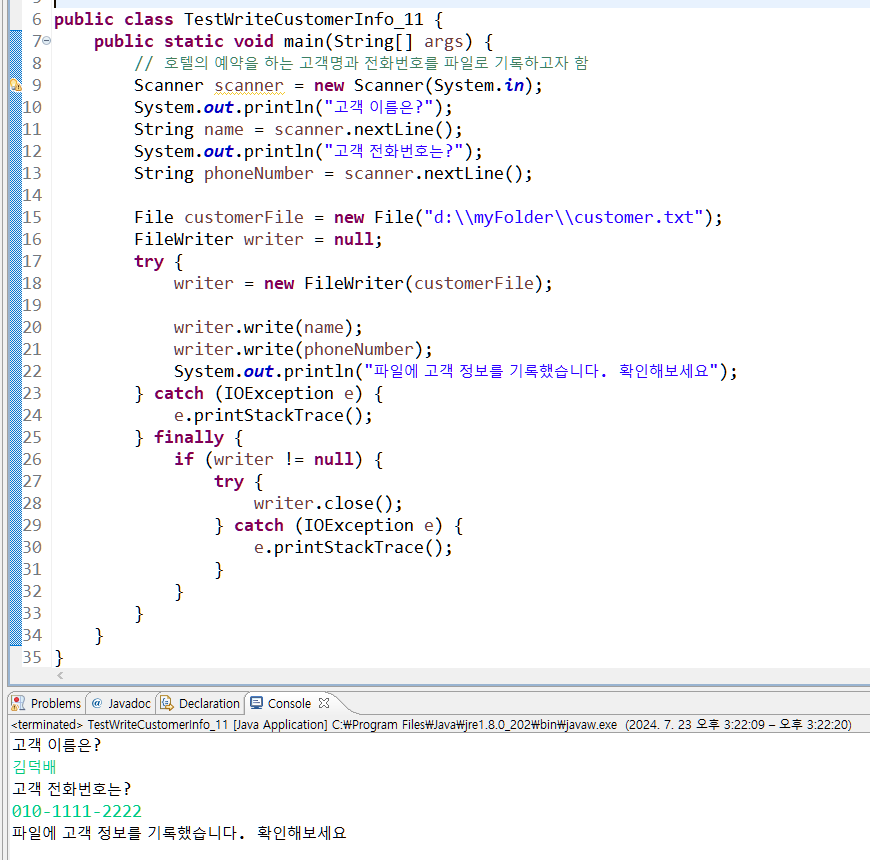 6 public class TestWriteCustomerInfo_11 {
7 public static void main(String[] args) {
8 // 호텔의 예약을 하는 고객명과 전화번호를 파일로 기록하고자 함
9 Scanner scanner = new Scanner(System.in);
10 System.out.println("고객 이름은?");
11 String name = scanner.nextLine();
12 System.out.println("고객 전화번호는?");
13 String phoneNumber = scanner.nextLine();
14
15 File customerFile = new File("d:\\myFolder\\customer.txt");
16 FileWriter writer = null;
17 try {
18 writer = new FileWriter(customerFile);
19
20 writer.write(name);
21 writer.write(phoneNumber);
22 System.out.println("파일에 고객 정보를 기록했습니다. 확인해보세요");
23 } catch (IOException e) {
24 e.printStackTrace();
25 } finally {
26 if (writer != null) {
27 try {
28 writer.close();
29 } catch (IOException e) {
30 e.printStackTrace();
31 }
32 }
33 }
34 }
35 }
Problems @ Javadoc Declaration Console
<terminated> TestWriteCustomerInfo_11 [Java Application] C:₩Program Files₩Java₩jre1.8.0_202₩bin₩javaw.exe (2024. 7. 23 오후 3:22:09 – 오후 3:22:20)
고객 이름은?
김덕배
고객 전화번호는?
010-1111-2222
파일에 고객 정보를 기록했습니다. 확인해보세요